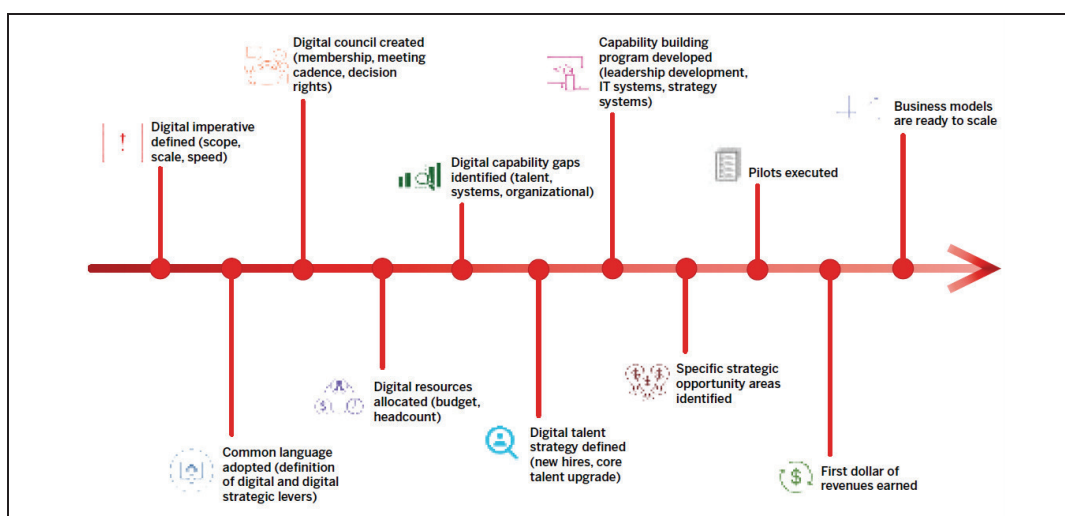 Digital imperative
defined (scope,
scale, speed)
Common language
adopted (definition
of digital and digital
strategic levers)
Digital council created
(membership, meeting
cadence, decision
rights)
Digital resources
allocated (budget,
headcount)
Digital capability gaps
identified (talent,
systems, organizational)
Digital talent
strategy defined
(new hires, core
talent upgrade)
Capability building
program developed
(leadership development,
IT systems, strategy
systems)
Specific strategic
opportunity areas
identified
Pilots executed
First dollar of
revenues earned
Business models
are ready to scale